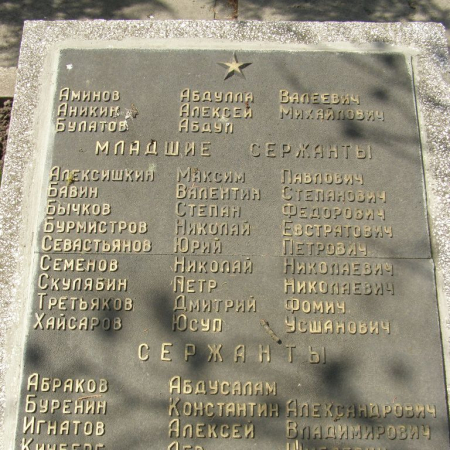 Аминов Абдулла Валеевич
Аникин Алексей Михайлович
Булатов Абдул
Младшие сержанты
Алексишкин Максим Павлович
Бавин Валентин Степанович
Бычков Степан Федорович
Бурмистров Николай Евстратович
Севастьянов Юрий Петрович
Семенов Николай Николаевич
Скулябин Петр Николаевич
Третьяков Дмитрий Фомич
Хайсаров Юсуп Усманович
Сержанты
Абраков Абдусалам
Буренин Константин Александрович
Игнатов Алексей Владимирович